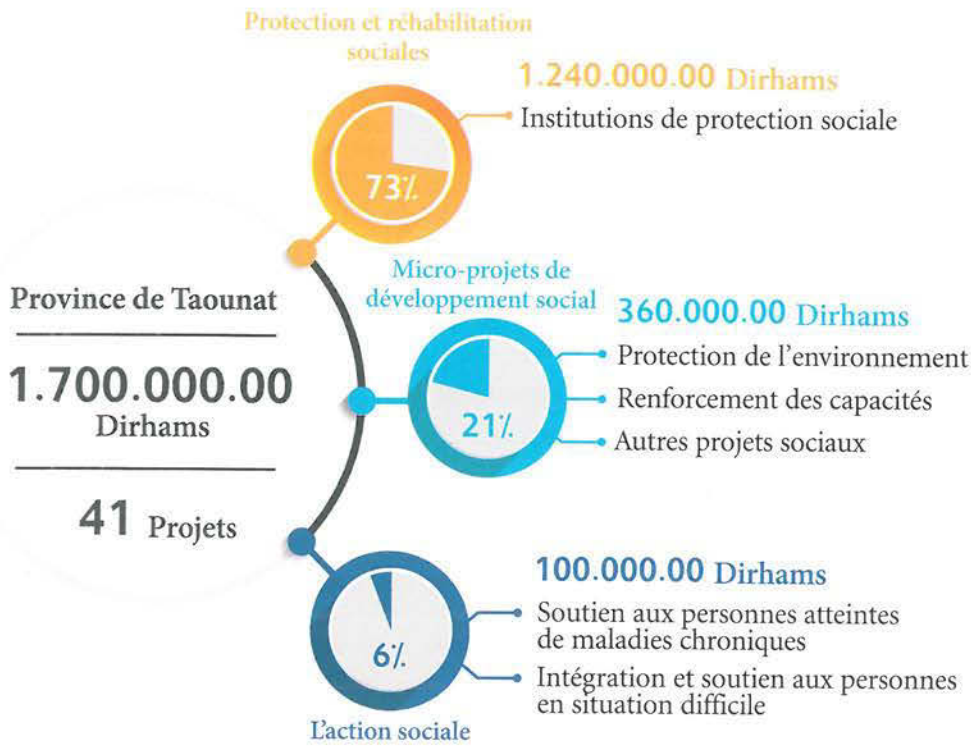 Protection et réhabilitation
sociales
1.240.000.00 Dirhams
Institutions de protection sociale
73%
Province de Taounat
1.700.000.00
Dirhams
41 Projets
Micro-projets de
développement social
360.000.00 Dirhams
Protection de l'environnement
Renforcement des capacités
Autres projets sociaux
21%
100.000.00 Dirhams
Soutien aux personnes atteintes
de maladies chroniques
Intégration et soutien aux personnes
en situation difficile
6%
L'action sociale